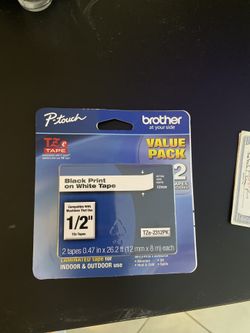 P-touch
brother
at your side
TZe
TAPE
VALUE
PACK
2
Black Print
on White Tape
12mm
1/2"
TZe Tapes
TZe-2312PK
2 tapes 0.47 in x 26.2 ft (12 mm x 8 m) each
LAMINATED tape for
INDOOR & OUTDOOR use